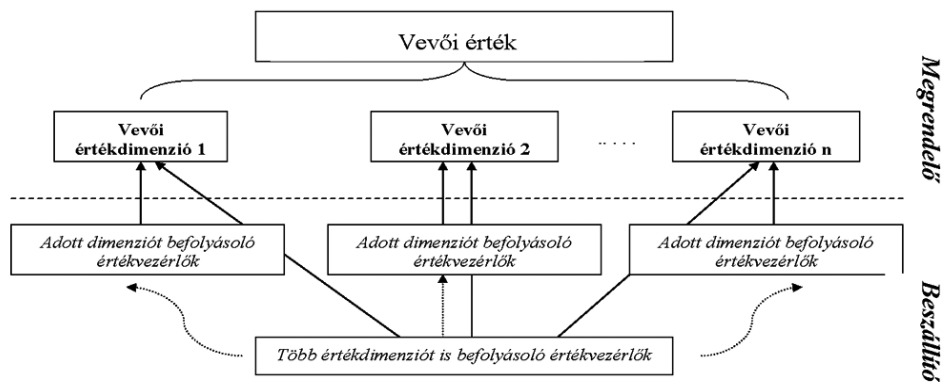 Vevői érték
Megrendelő
Vevői
értékdimenzió 1
Vevői
értékdimenzió 2
.. . . .
Vevői
értékdimenzió n
Adott dimenziót befolyásoló
értékvezérlők
Adott dimenziót befolyásoló
értékvezérlők
Adott dimenziót befolyásoló
értékvezérlők
Beszállító
Több értékdimenziót is befolyásoló értékvezérlők